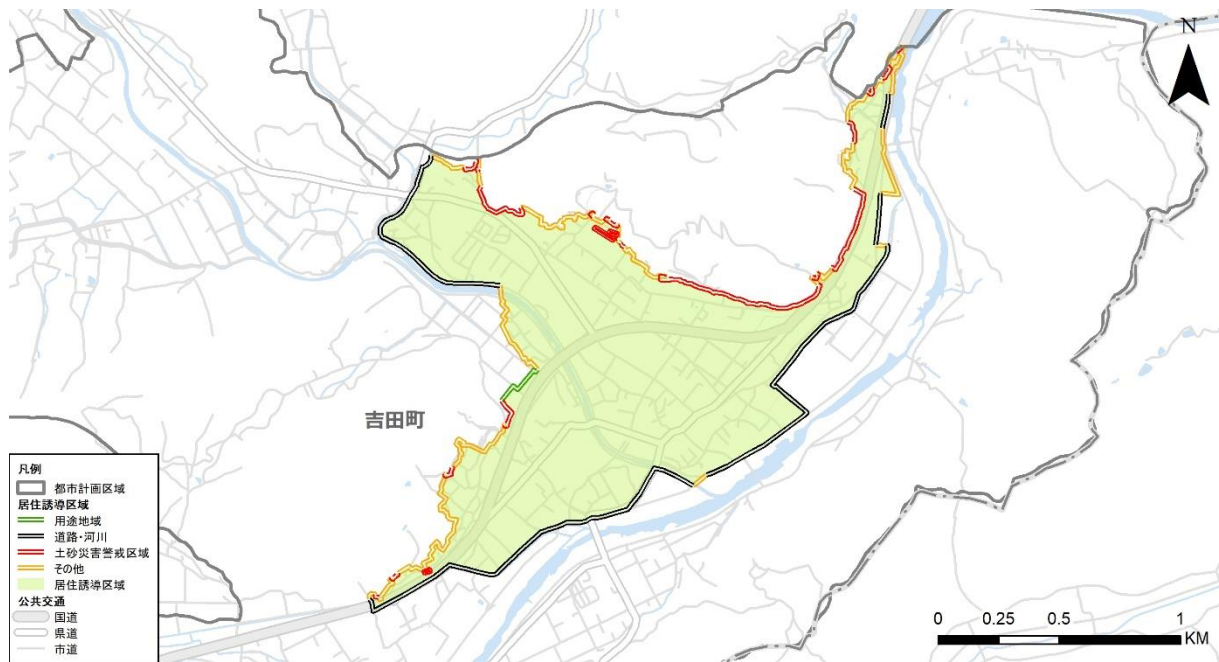 N
吉田町
凡例
都市計画区域
居住誘導区域
用途地域
道路・河川
土砂災害警戒区域
その他
居住誘導区域
公共交通
国道
県道
市道
0 0.25 0.5 1
KM